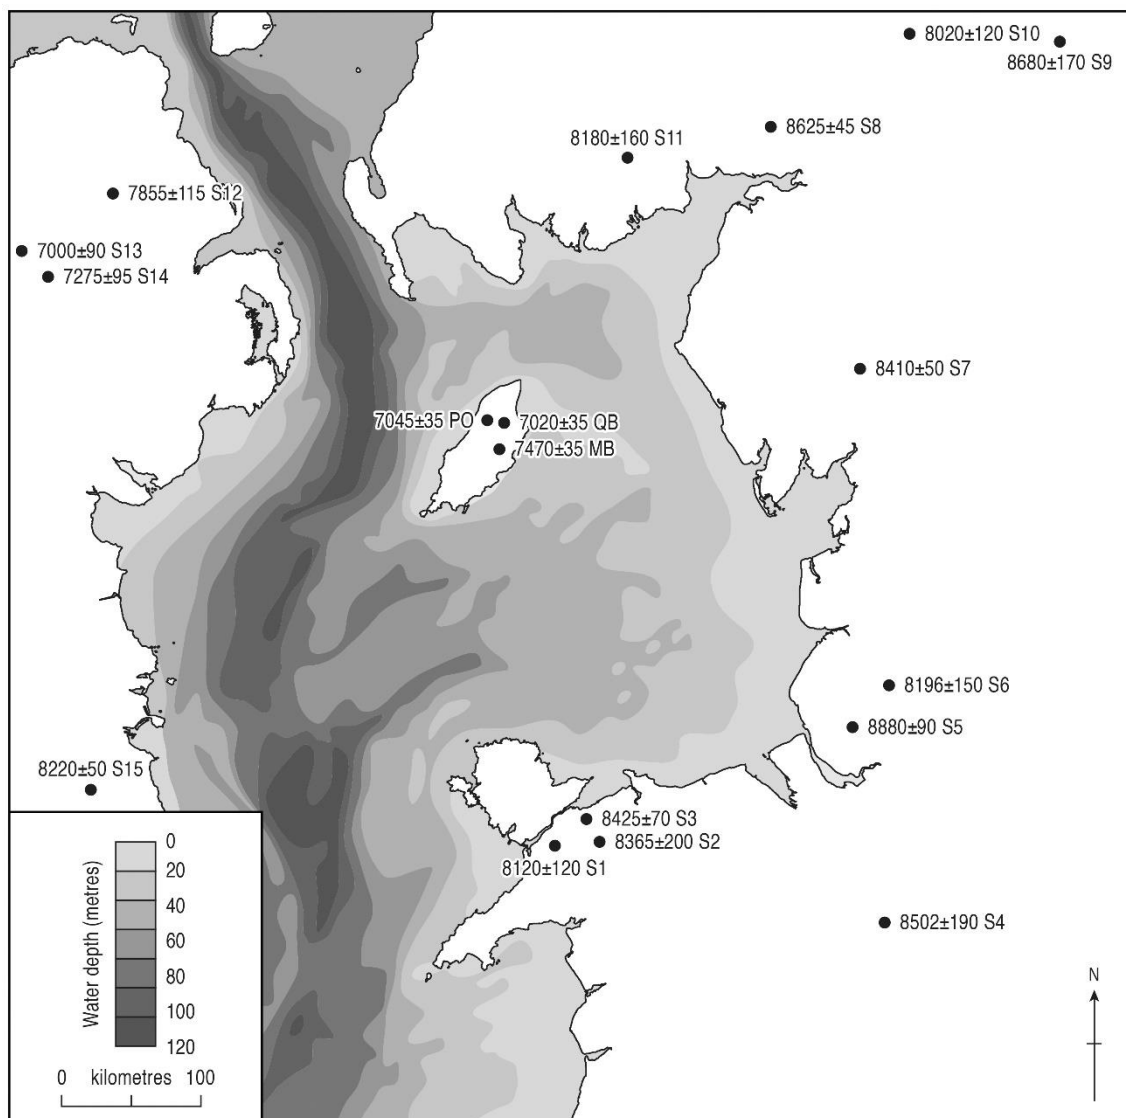 8020±120 S10
8680±170 S9
8625±45 S8
8180±160 S11
7855±115 S12
7000±90 S13
7275±95 S14
8410±50 S7
7045±35 PO
7020±35 QB
7470±35 MB
8196±150 S6
8880±90 S5
8220±50 S15
8425±70 S3
8365±200 S2
8120±120 S1
8502±190 S4
Water depth (metres)
0
20
40
60
80
100
120
0 kilometres 100
N